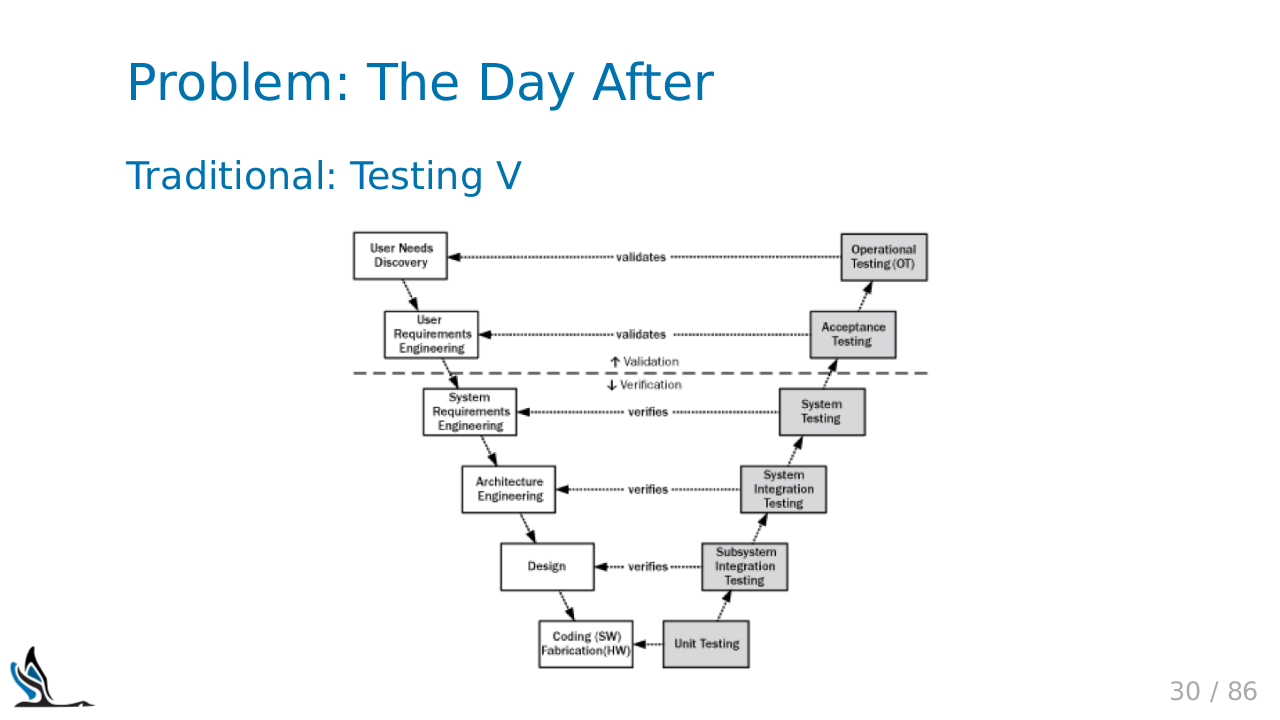 Problem: The Day After
Traditional: Testing V
User Needs
Discovery
validates
Operational
Testing (OT)
User
Requirements
Engineering
validates
Acceptance
Testing
↑ Validation
↓ Verification
System
Requirements
Engineering
verifies
System
Testing
Architecture
Engineering
verifies
System
Integration
Testing
Design
verifies
Subsystem
Integration
Testing
Coding (SW)
Fabrication(HW)
Unit Testing
30 / 86